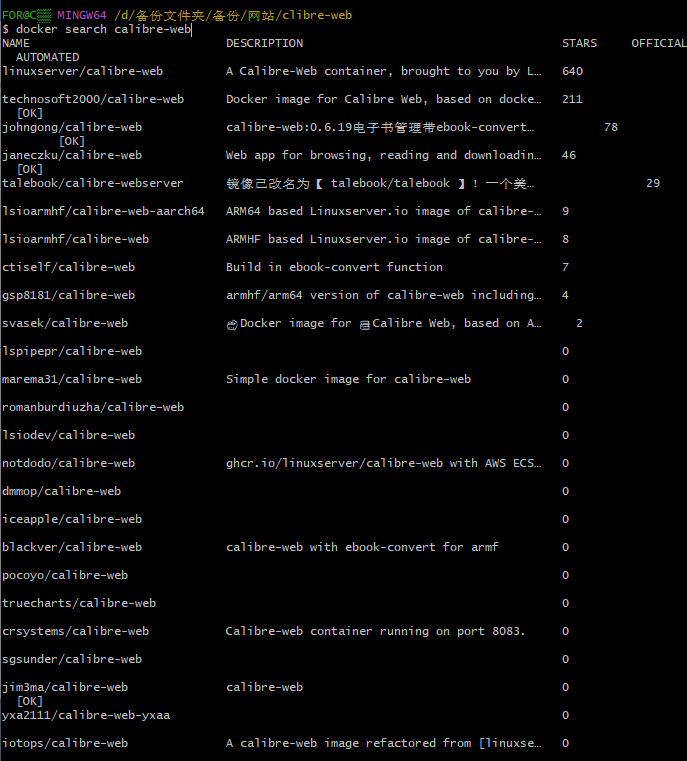 FOR@C▒▒ MINGW64 /d/备份文件夹/备份/网站/clibre-web
$ docker search calibre-web
NAME DESCRIPTION STARS OFFICIAL
AUTOMATED
linuxserver/calibre-web A Calibre-Web container, brought to you by L… 640
technosoft2000/calibre-web Docker image for Calibre Web, based on docke… 211
[OK]
johngong/calibre-web calibre-web:0.6.19电子书管理带ebook-convert… 78
[OK]
janeczku/calibre-web Web app for browsing, reading and downloadin… 46
[OK]
talebook/calibre-webserver 镜像已改名为【 talebook/talebook 】! 一个美… 29
lsioarmhf/calibre-web-aarch64 ARM64 based Linuxserver.io image of calibre-… 9
lsioarmhf/calibre-web ARMHF based Linuxserver.io image of calibre-… 8
ctiself/calibre-web Build in ebook-convert function 7
gsp8181/calibre-web armhf/arm64 version of calibre-web including… 4
svasek/calibre-web Docker image for Calibre Web, based on A… 2
lspipepr/calibre-web 0
marema31/calibre-web Simple docker image for calibre-web 0
romanburdiuzha/calibre-web 0
lsiodev/calibre-web 0
notdodo/calibre-web ghcr.io/linuxserver/calibre-web with AWS ECS… 0
dmmop/calibre-web 0
iceapple/calibre-web 0
blackver/calibre-web calibre-web with ebook-convert for armf 0
pocoyo/calibre-web 0
truecharts/calibre-web 0
crsystems/calibre-web Calibre-web container running on port 8083. 0
sgsunder/calibre-web 0
jim3ma/calibre-web calibre-web 0
[OK]
yxa2111/calibre-web-yxaa 0
iotops/calibre-web A calibre-web image refactored from [linuxse… 0